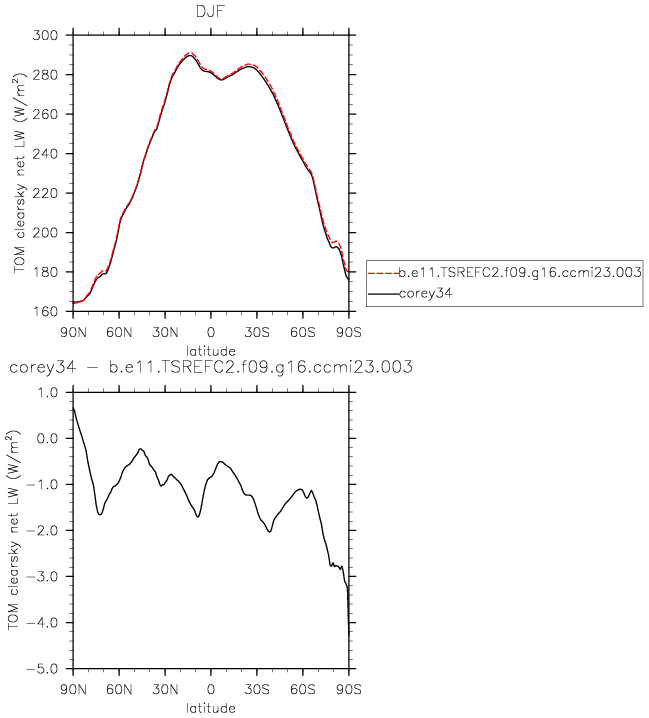 DJF
300
280
260
240
220
200
180
160
TOM clearsky net LW (W/m²)
90N 60N 30N 0 30S 60S 90S
latitude
b.e11.TSREFC2.f09.g16.ccmi23.003
corey34
corey34 − b.e11.TSREFC2.f09.g16.ccmi23.003
1.0
0.0
−1.0
−2.0
−3.0
−4.0
−5.0
TOM clearsky net LW (W/m²)
90N 60N 30N 0 30S 60S 90S
latitude